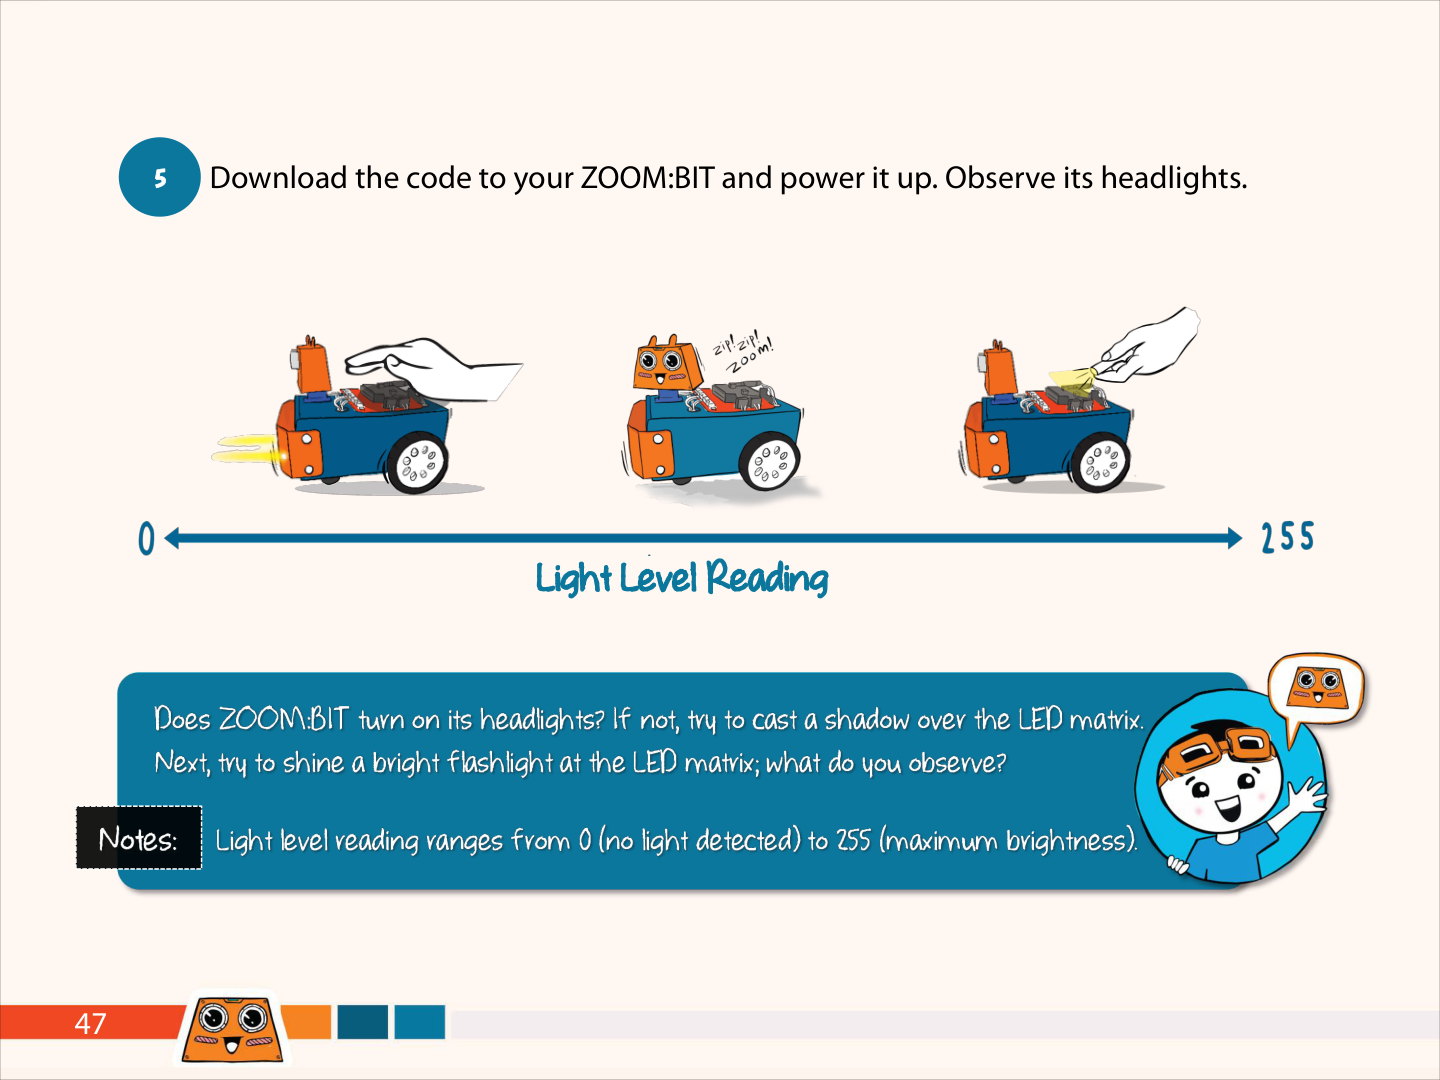 5 Download the code to your ZOOM:BIT and power it up. Observe its headlights.
zip! zip!
zoom!
0 255
Light Level Reading
Does ZOOM:BIT turn on its headlights? If not, try to cast a shadow over the LED matrix.
Next, try to shine a bright flashlight at the LED matrix; what do you observe?
Notes: Light level reading ranges from 0 (no light detected) to 255 (maximum brightness).
47